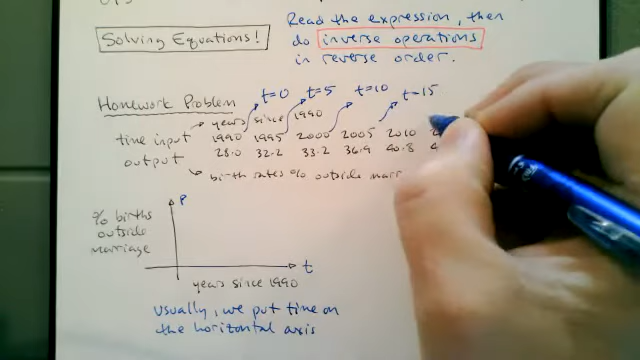 Read the expression, then
Solving Equations!
do inverse operations
in reverse order.
t=0 t=5 t=10 t=15
Homework Problem
years since 1990
time input 1990 1995 2000 2005 2010
output 28.0 32.2 33.2 36.9 40.8
birth rates % outside marr
P
% births
outside
marriage
t
years since 1990
usually, we put time on
the horizontal axis